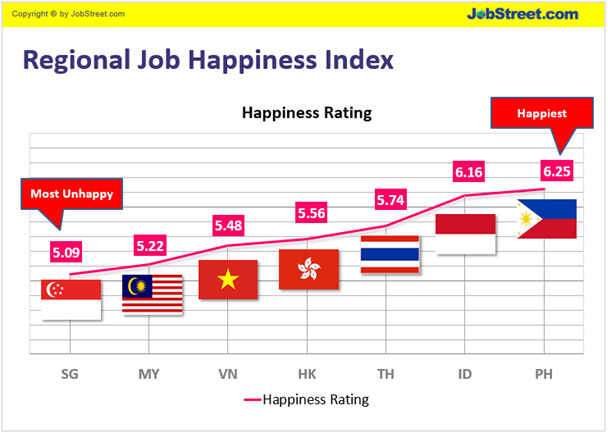 Copyright © by JobStreet.com
JobStreet.com
Regional Job Happiness Index
Happiness Rating
Happiest
Most Unhappy
5.09
5.22
5.48
5.56
5.74
6.16
6.25
SG MY VN HK TH ID PH
Happiness Rating